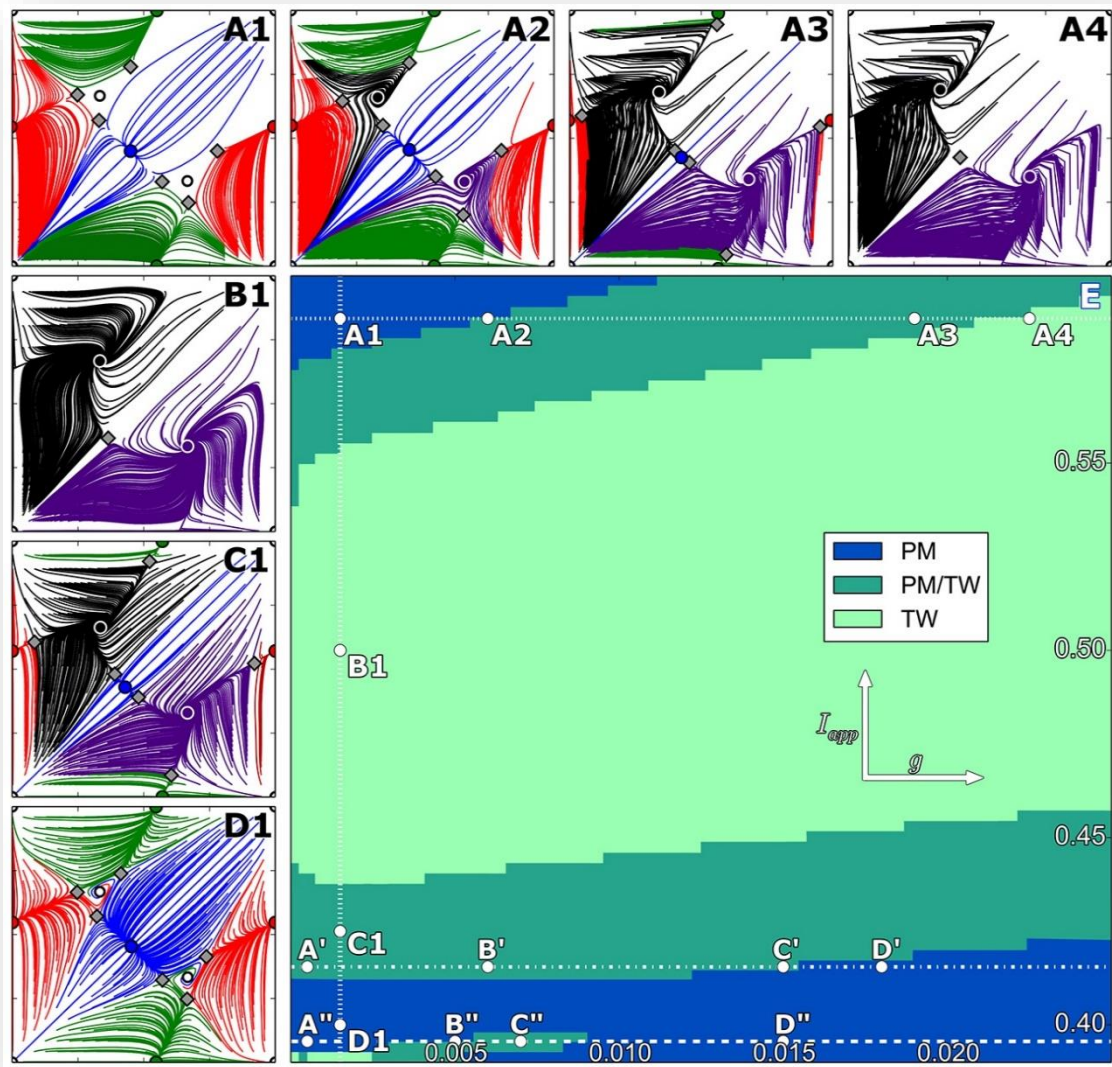 A1
A2
A3
A4
B1
E
A1
A2
A3
A4
0.55
PM
PM/TW
TW
B1
0.50
I_app
g
C1
0.45
D1
C1
A'
B'
C'
D'
A"
D1
B"
C"
D"
0.40
0.005
0.010
0.015
0.020